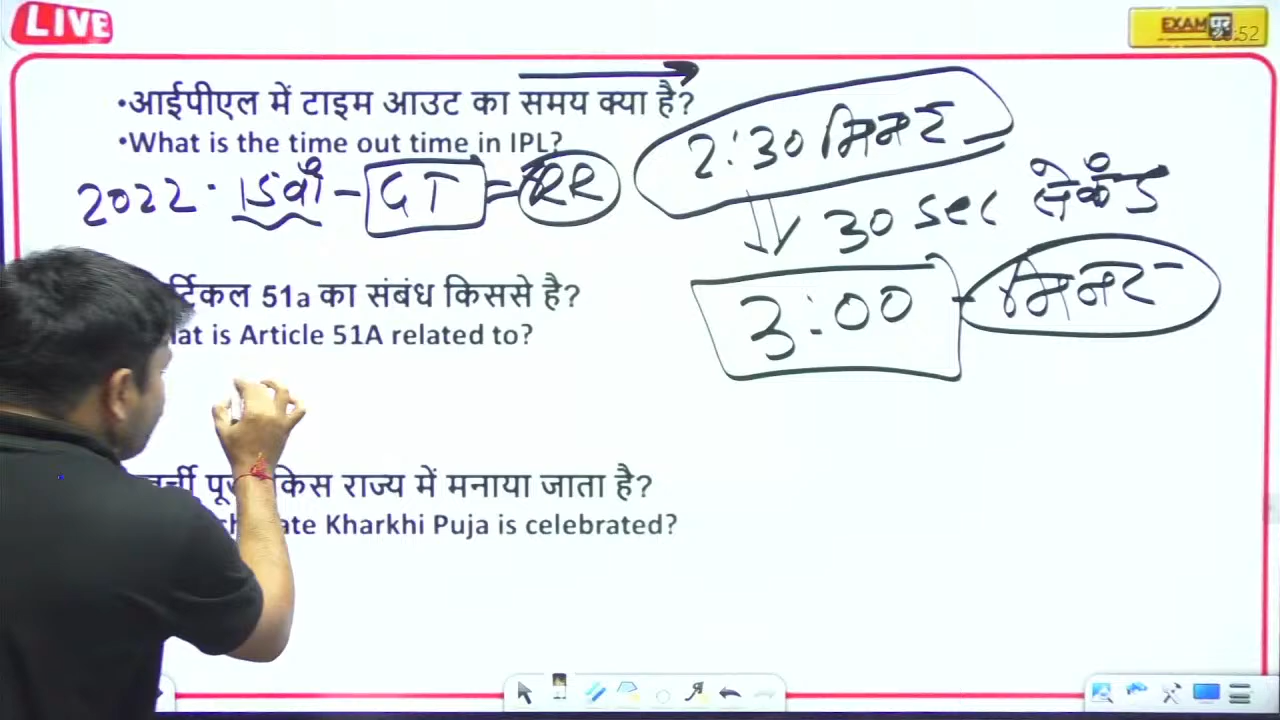 LIVE
EXAM पुर
:52
•आईपीएल में टाइम आउट का समय क्या है?
•What is the time out time in IPL?
2:30 मिनट
2022 · 15वाँ – GT = RR
30 sec सेकेंड
र्टिकल 51a का संबंध किससे है?
at is Article 51A related to?
3:00 – मिनट
र्ची पू किस राज्य में मनाया जाता है?
ate Kharkhi Puja is celebrated?